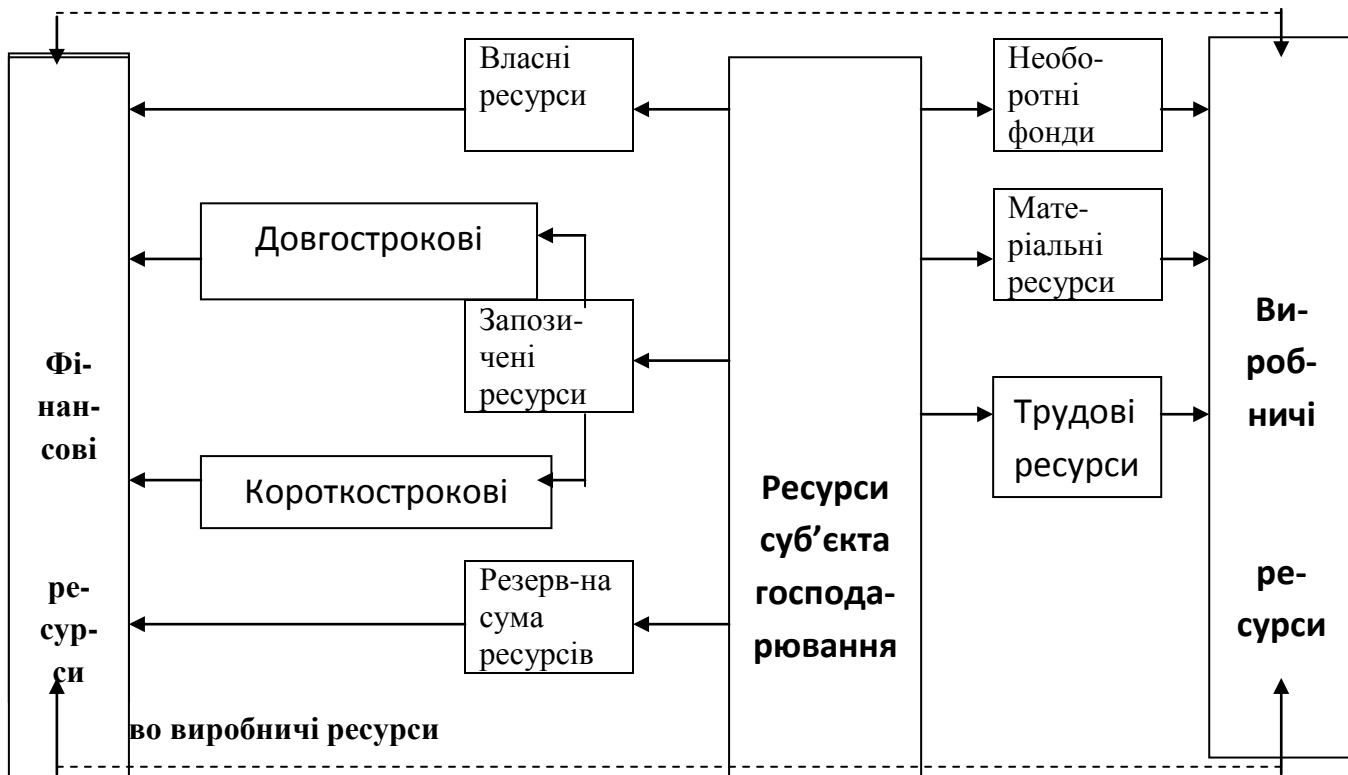 Власні
ресурси
Необо-
ротні
фонди
Довгострокові
Мате-
ріальні
ресурси
Запози-
чені
ресурси
Фі-
нан-
сові
ре-
сур-
си
Короткострокові
Резерв-на
сума
ресурсів
Ресурси
суб’єкта
господа-
рювання
Трудові
ресурси
Ви-
роб-
ничі
ре-
сурси
во виробничі ресурси